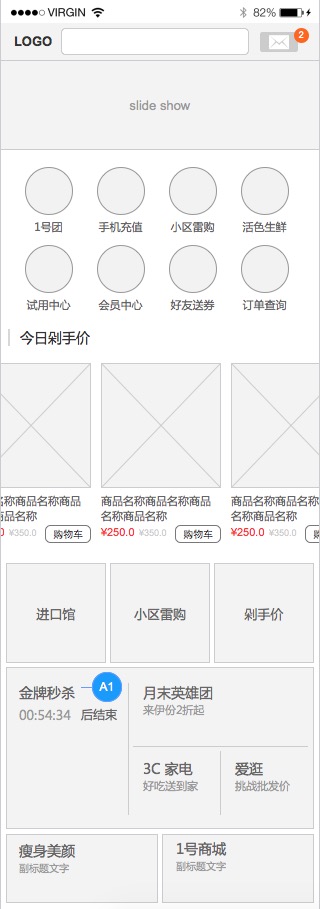 VIRGIN 82%
LOGO 2
slide show
1号团 手机充值 小区雷购 活色生鲜
试用中心 会员中心 好友送券 订单查询
今日剁手价
名称商品名称商品 商品名称商品名称商品 商品名称商品名称
商品名称 名称商品名称 名称商品名称
0 ¥350.0 购物车 ¥250.0 ¥350.0 购物车 ¥250.0 ¥350.0 购
进口馆 小区雷购 剁手价
金牌秒杀 A1 月末英雄团
00:54:34 后结束 来伊份2折起
3C 家电 爱逛
好吃送到家 挑战批发价
瘦身美颜 1号商城
副标题文字 副标题文字